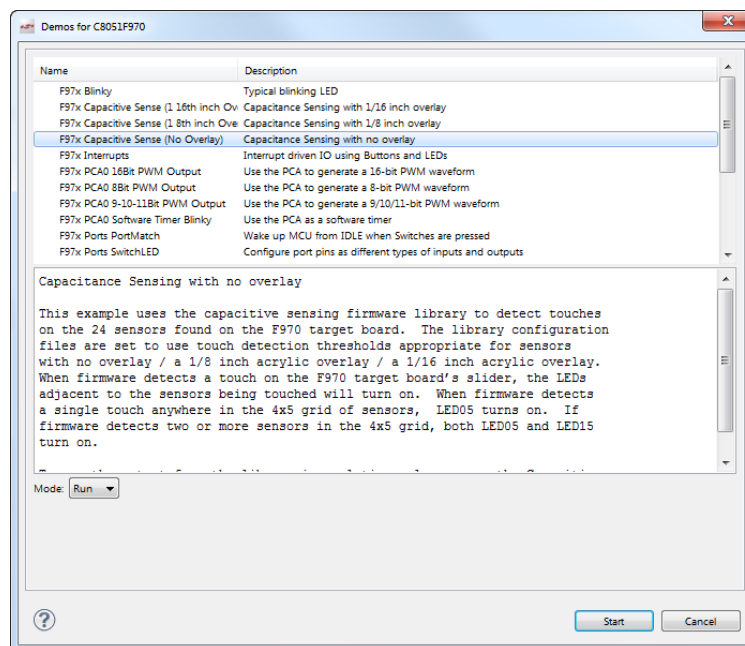 Demos for C8051F970
Name Description
F97x Blinky Typical blinking LED
F97x Capacitive Sense (1 16th inch Ov Capacitance Sensing with 1/16 inch overlay
F97x Capacitive Sense (1 8th inch Ove Capacitance Sensing with 1/8 inch overlay
F97x Capacitive Sense (No Overlay) Capacitance Sensing with no overlay
F97x Interrupts Interrupt driven IO using Buttons and LEDs
F97x PCA0 16Bit PWM Output Use the PCA to generate a 16-bit PWM waveform
F97x PCA0 8Bit PWM Output Use the PCA to generate a 8-bit PWM waveform
F97x PCA0 9-10-11Bit PWM Output Use the PCA to generate a 9/10/11-bit PWM waveform
F97x PCA0 Software Timer Blinky Use the PCA as a software timer
F97x Ports PortMatch Wake up MCU from IDLE when Switches are pressed
F97x Ports SwitchLED Configure port pins as different types of inputs and outputs
Capacitance Sensing with no overlay
This example uses the capacitive sensing firmware library to detect touches
on the 24 sensors found on the F970 target board. The library configuration
files are set to use touch detection thresholds appropriate for sensors
with no overlay / a 1/8 inch acrylic overlay / a 1/16 inch acrylic overlay.
When firmware detects a touch on the F970 target board's slider, the LEDs
adjacent to the sensors being touched will turn on. When firmware detects
a single touch anywhere in the 4x5 grid of sensors, LED05 turns on. If
firmware detects two or more sensors in the 4x5 grid, both LED05 and LED15
turn on.
Mode: Run
Start Cancel